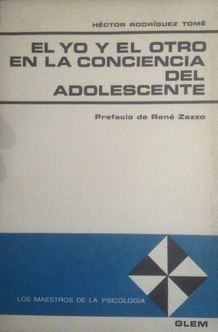 HÉCTOR RODRÍGUEZ TOMÉ
EL YO Y EL OTRO
EN LA CONCIENCIA
DEL
ADOLESCENTE
Prefacio de René Zazzo
LOS MAESTROS DE LA PSICOLOGÍA
GLEM